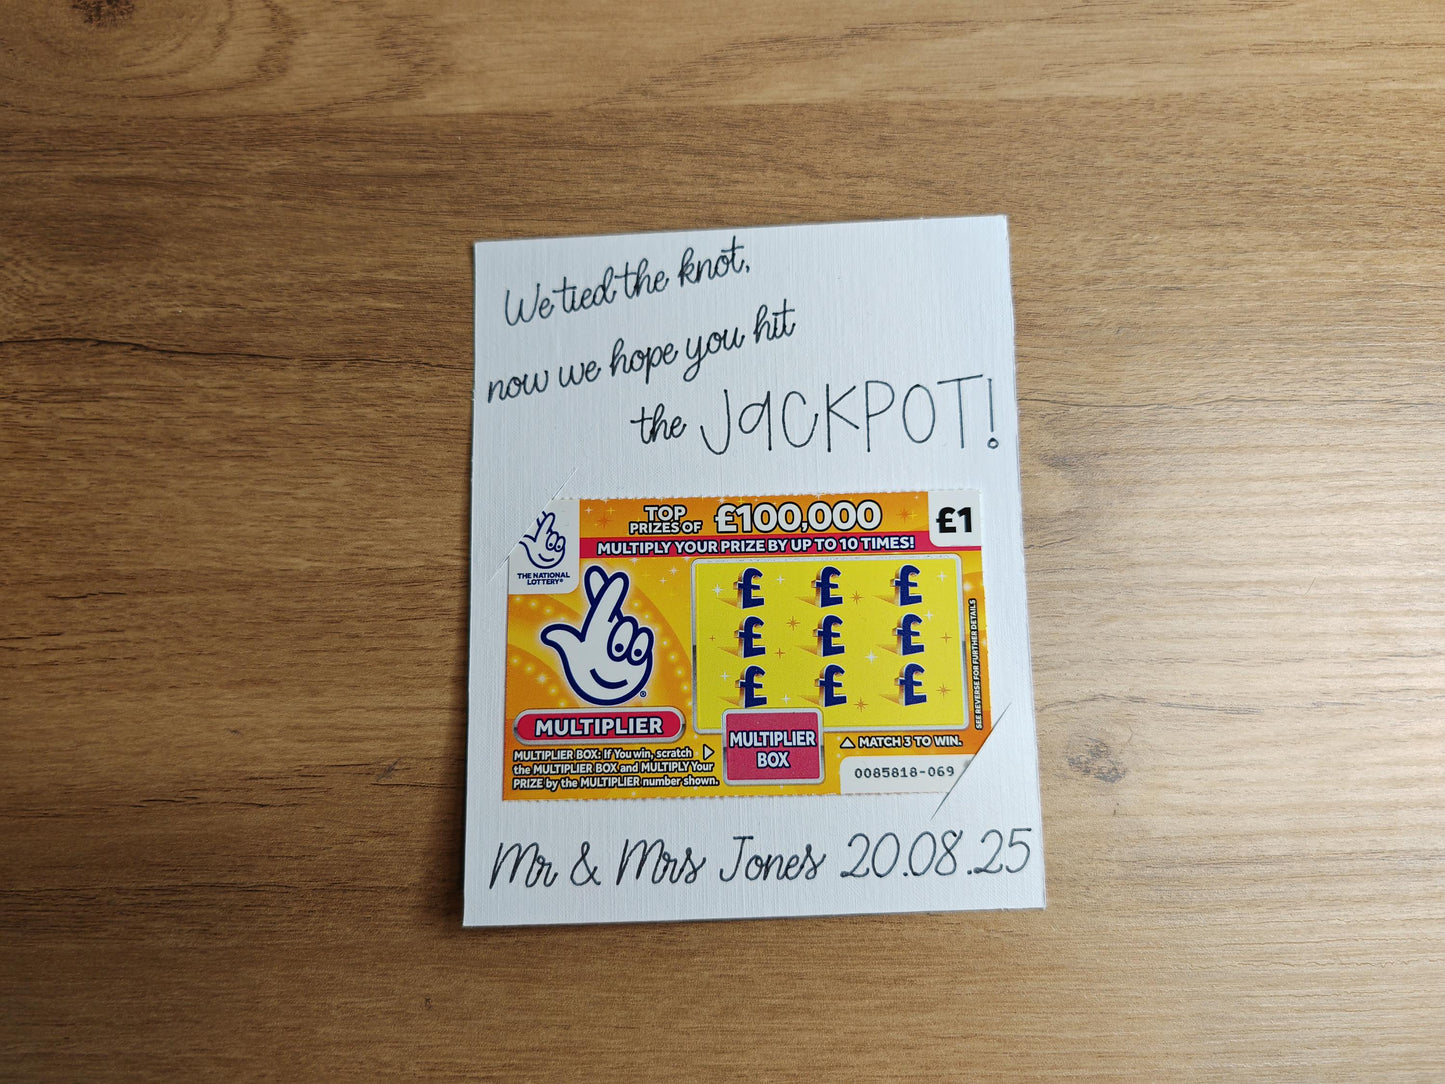 We tied the knot,
now we hope you hit
the JACKPOT!
THE NATIONAL
LOTTERY®
TOP
PRIZES OF £100,000
£1
MULTIPLY YOUR PRIZE BY UP TO 10 TIMES!
£ £ £
£ £ £
£ £ £
SEE REVERSE FOR FURTHER DETAILS
®
MULTIPLIER
MULTIPLIER BOX: If You win, scratch
the MULTIPLIER BOX and MULTIPLY Your
PRIZE by the MULTIPLIER number shown.
MULTIPLIER
BOX
MATCH 3 TO WIN.
0085818-069
Mr & Mrs Jones 20.08.25